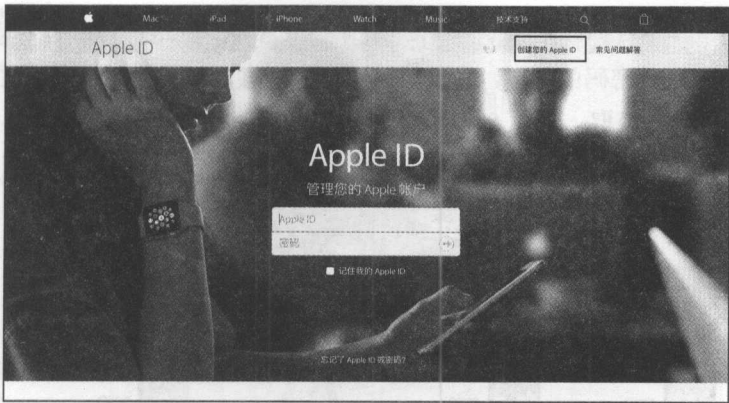 Mac iPad iPhone Watch Music 技术支持
Apple ID 登录 创建您的 Apple ID 常见问题解答
Apple ID
管理您的 Apple 帐户
Apple ID
密码
记住我的 Apple ID
忘记了 Apple ID 或密码?